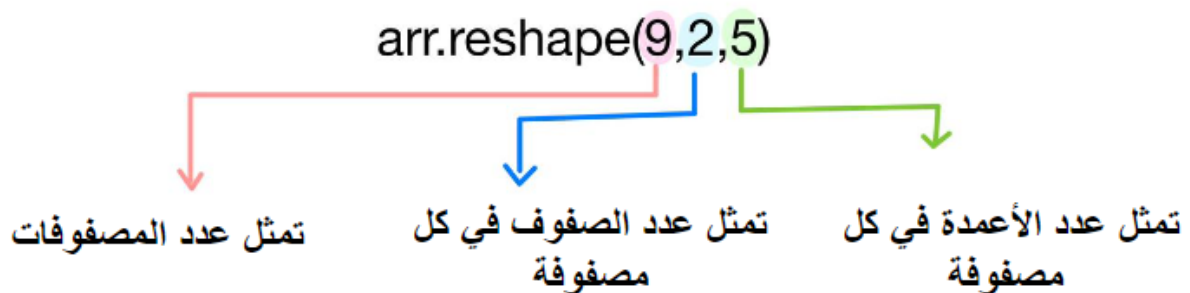 arr.reshape(9,2,5)
تمثل عدد الأعمدة في كل
مصفوفة
تمثل عدد الصفوف في كل
مصفوفة
تمثل عدد المصفوفات